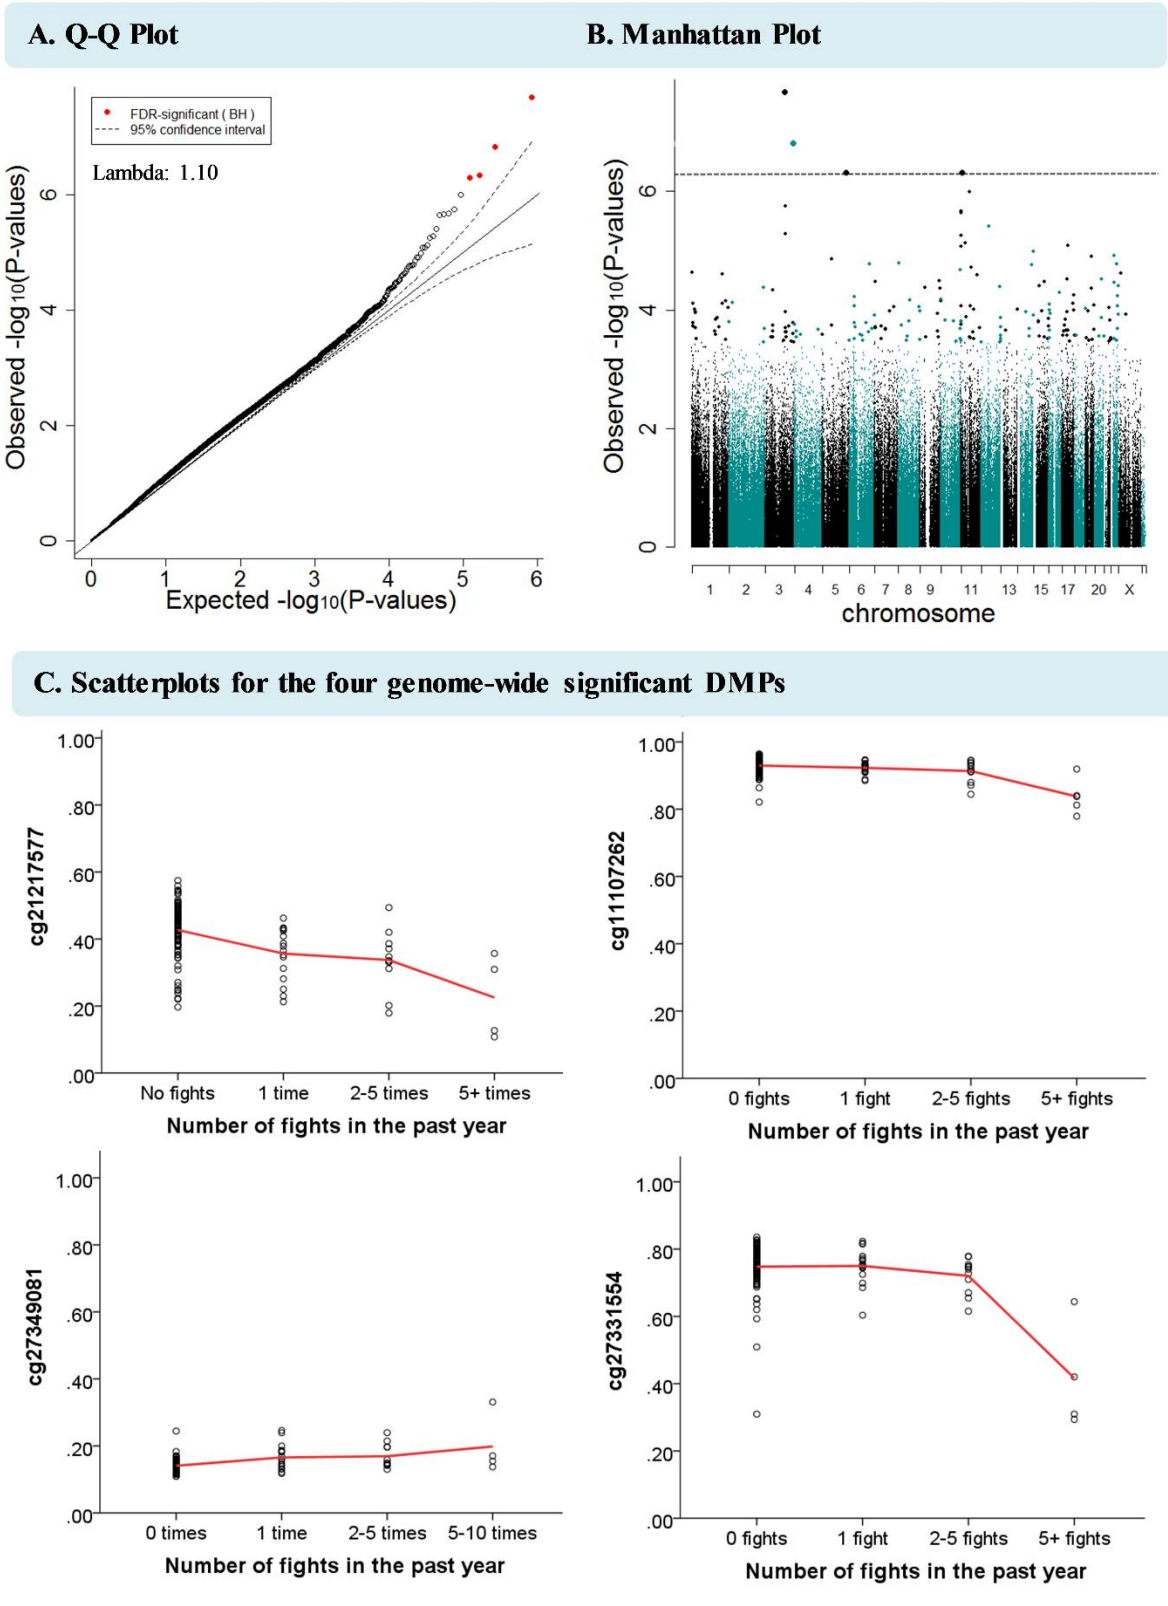 A. Q-Q Plot
B. Manhattan Plot
FDR-significant ( BH )
95% confidence interval
Lambda: 1.10
Observed -log10(P-values)
6
4
2
0
0 1 2 3 4 5 6
Expected -log10(P-values)
Observed -log10(P-values)
6
4
2
0
1 2 3 4 5 6 7 8 9 11 13 15 17 20 X
chromosome
C. Scatterplots for the four genome-wide significant DMPs
cg21217577
1.00
.80
.60
.40
.20
.00
No fights 1 time 2-5 times 5+ times
Number of fights in the past year
cg11107262
1.00
.80
.60
.40
.20
.00
0 fights 1 fight 2-5 fights 5+ fights
Number of fights in the past year
cg27349081
1.00
.80
.60
.40
.20
.00
0 times 1 time 2-5 times 5-10 times
Number of fights in the past year
cg27331554
1.00
.80
.60
.40
.20
.00
0 fights 1 fight 2-5 fights 5+ fights
Number of fights in the past year